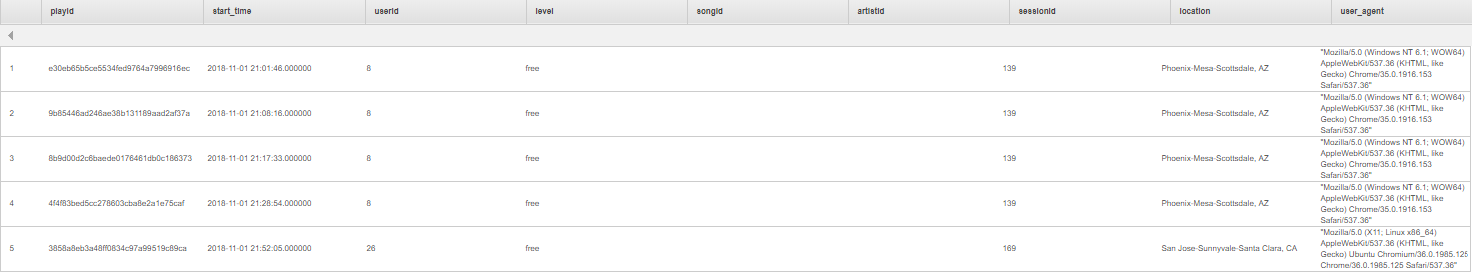 playid start_time userid level songid artistid sessionid location user_agent
"Mozilla/5.0 (Windows NT 6.1; WOW64)
1 e30eb65b5ce5534fed9764a7996916ec 2018-11-01 21:01:46.000000 8 free 139 Phoenix-Mesa-Scottsdale, AZ AppleWebKit/537.36 (KHTML, like
Gecko) Chrome/35.0.1916.153
Safari/537.36"
"Mozilla/5.0 (Windows NT 6.1; WOW64)
2 9b85446ad246ae38b131189aad2af37a 2018-11-01 21:08:16.000000 8 free 139 Phoenix-Mesa-Scottsdale, AZ AppleWebKit/537.36 (KHTML, like
Gecko) Chrome/35.0.1916.153
Safari/537.36"
"Mozilla/5.0 (Windows NT 6.1; WOW64)
3 8b9d00d2c6baede0176461db0c186373 2018-11-01 21:17:33.000000 8 free 139 Phoenix-Mesa-Scottsdale, AZ AppleWebKit/537.36 (KHTML, like
Gecko) Chrome/35.0.1916.153
Safari/537.36"
"Mozilla/5.0 (Windows NT 6.1; WOW64)
4 4f4f83bed5cc278603cba8e2a1e75caf 2018-11-01 21:28:54.000000 8 free 139 Phoenix-Mesa-Scottsdale, AZ AppleWebKit/537.36 (KHTML, like
Gecko) Chrome/35.0.1916.153
Safari/537.36"
"Mozilla/5.0 (X11; Linux x86_64)
5 3858a8eb3a48ff0834c97a99519c89ca 2018-11-01 21:52:05.000000 26 free 169 San Jose-Sunnyvale-Santa Clara, CA AppleWebKit/537.36 (KHTML, like
Gecko) Ubuntu Chromium/36.0.1985.125
Chrome/36.0.1985.125 Safari/537.36"